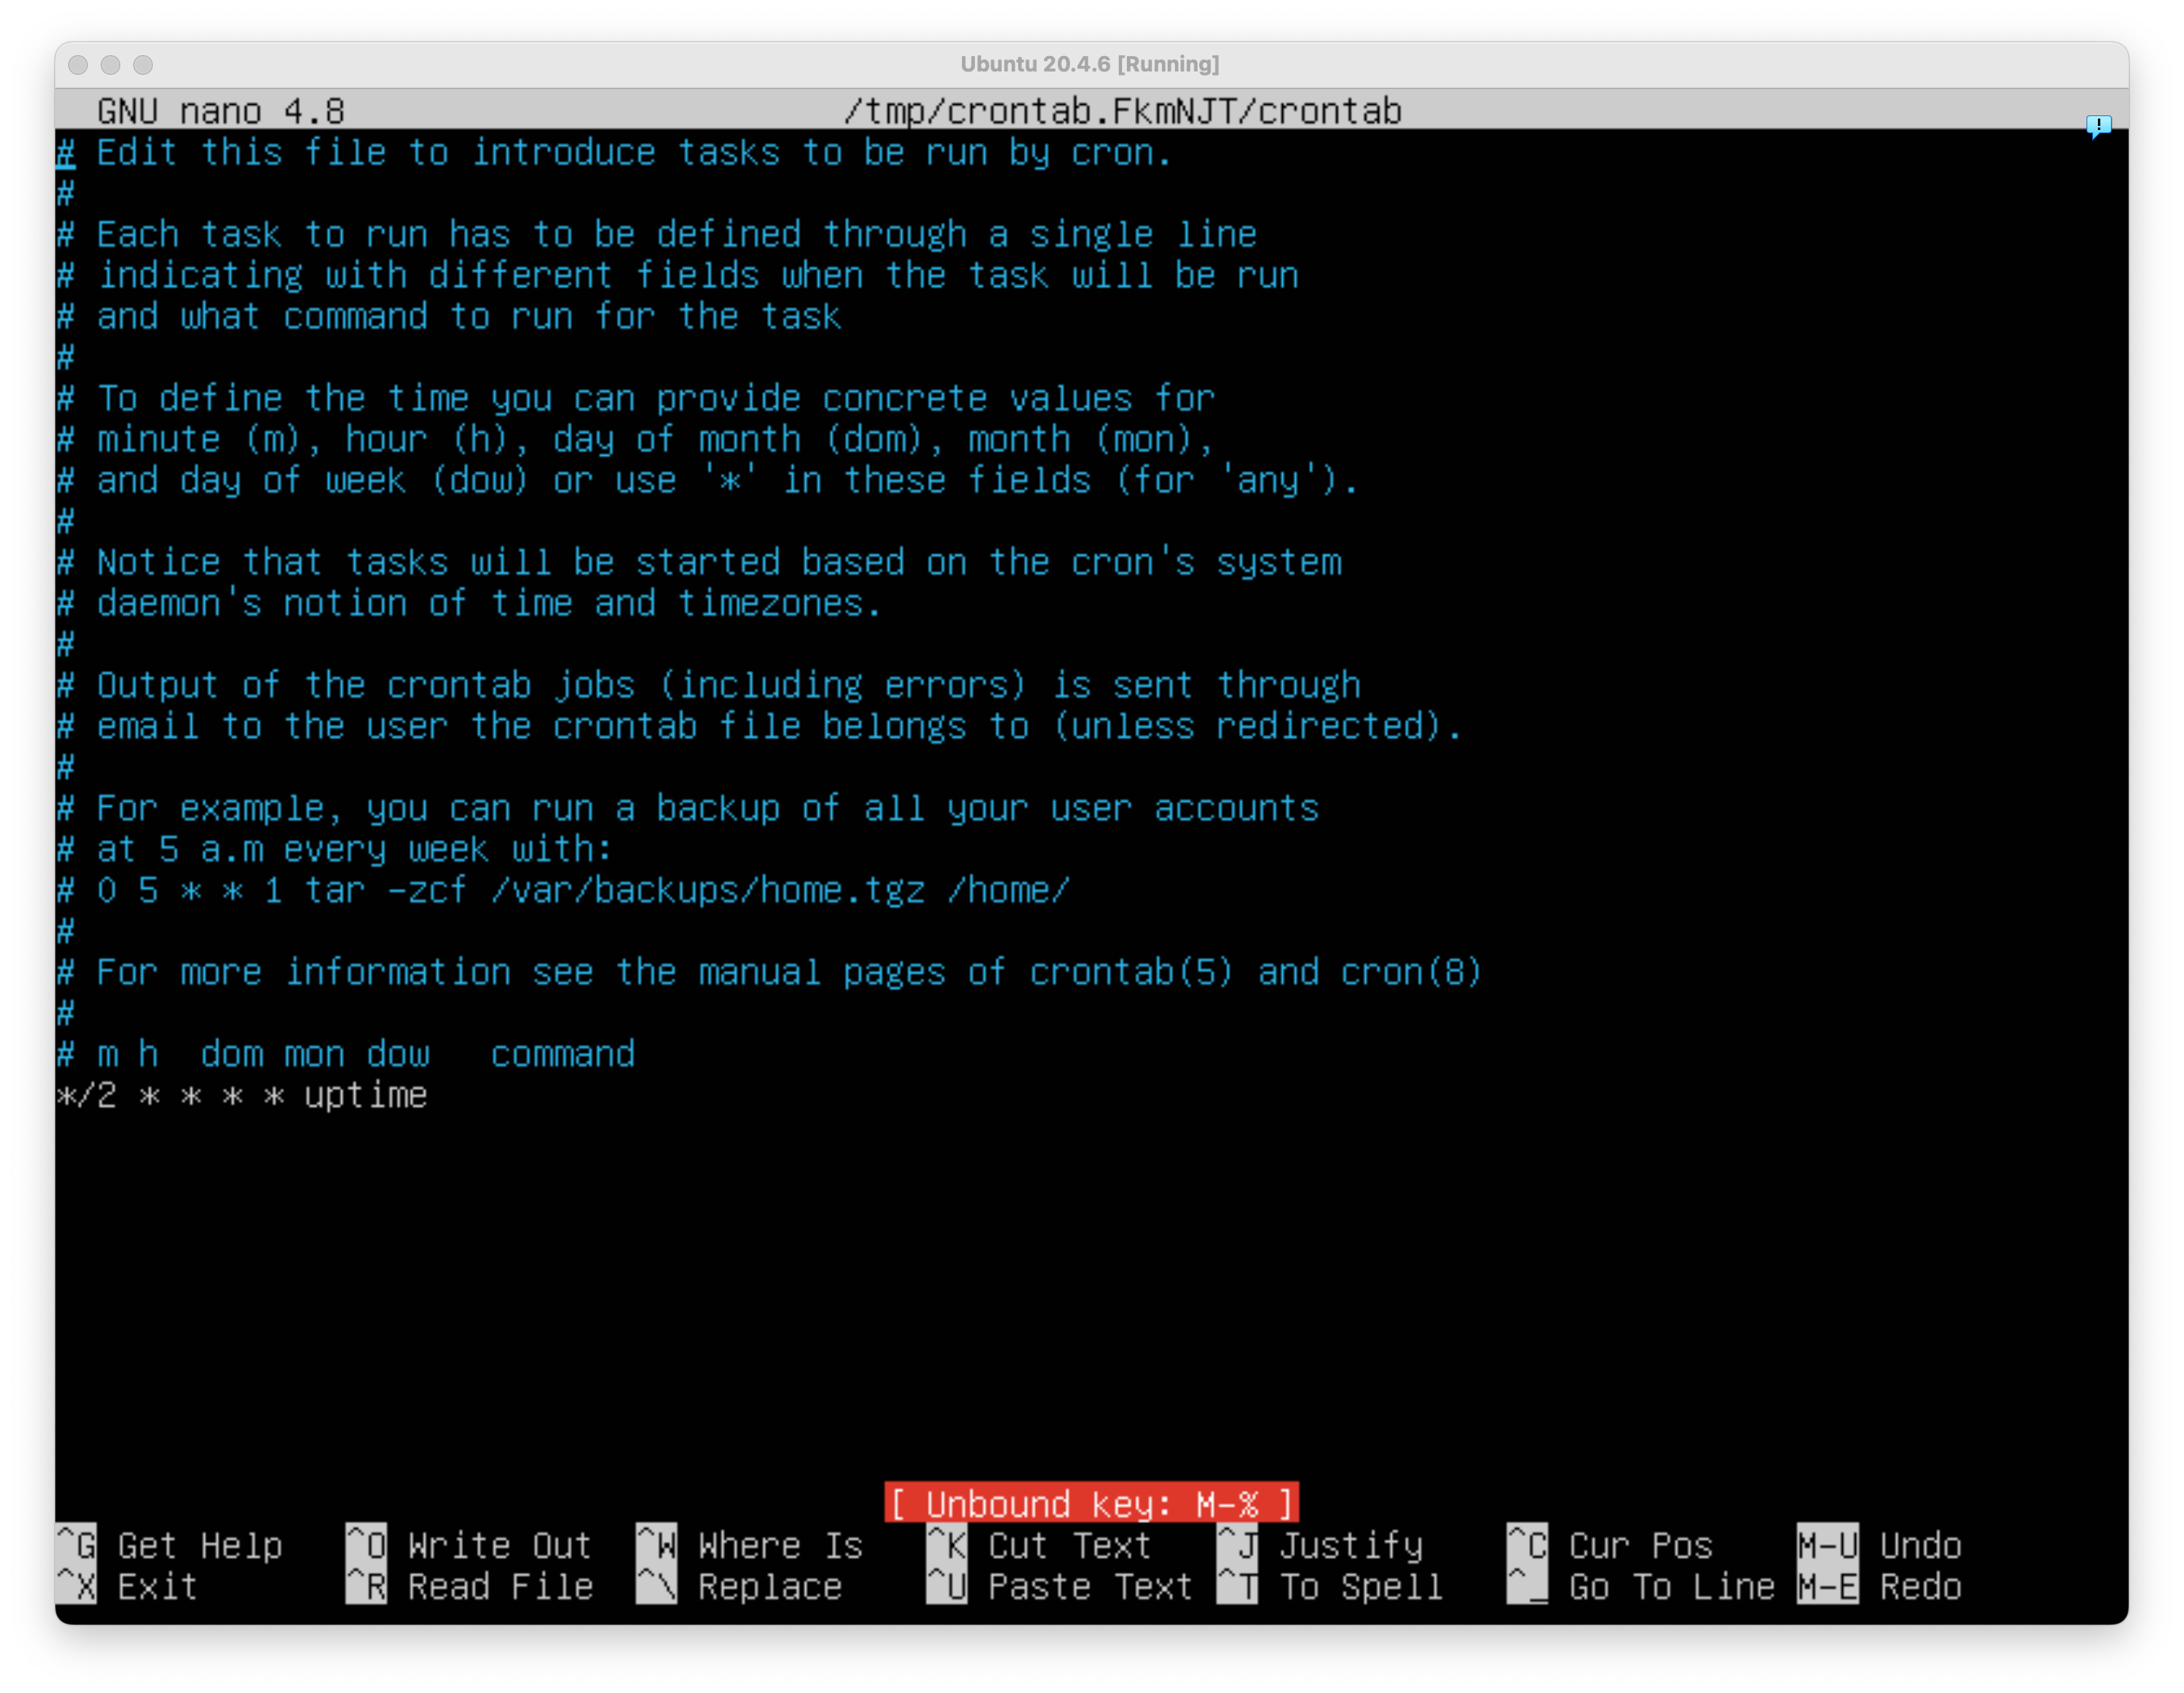 Ubuntu 20.4.6 [Running]
GNU nano 4.8 /tmp/crontab.FkmNJT/crontab
# Edit this file to introduce tasks to be run by cron.
#
# Each task to run has to be defined through a single line
# indicating with different fields when the task will be run
# and what command to run for the task
#
# To define the time you can provide concrete values for
# minute (m), hour (h), day of month (dom), month (mon),
# and day of week (dow) or use '*' in these fields (for 'any').
#
# Notice that tasks will be started based on the cron's system
# daemon's notion of time and timezones.
#
# Output of the crontab jobs (including errors) is sent through
# email to the user the crontab file belongs to (unless redirected).
#
# For example, you can run a backup of all your user accounts
# at 5 a.m every week with:
# 0 5 * * 1 tar -zcf /var/backups/home.tgz /home/
#
# For more information see the manual pages of crontab(5) and cron(8)
#
# m h  dom mon dow   command
*/2 * * * * uptime
[ Unbound key: M-% ]
^G Get Help ^O Write Out ^W Where Is ^K Cut Text ^J Justify ^C Cur Pos M-U Undo
^X Exit ^R Read File ^\ Replace ^U Paste Text ^T To Spell ^_ Go To Line M-E Redo